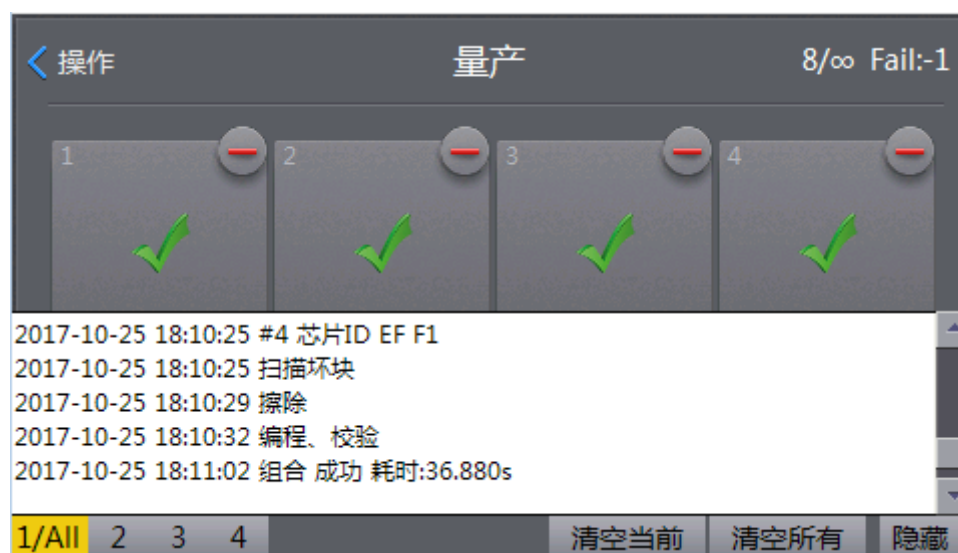 操作 量产 8/∞ Fail:-1
1 2 3 4
2017-10-25 18:10:25 #4 芯片ID EF F1
2017-10-25 18:10:25 扫描坏块
2017-10-25 18:10:29 擦除
2017-10-25 18:10:32 编程、校验
2017-10-25 18:11:02 组合 成功 耗时:36.880s
1/All 2 3 4 清空当前 清空所有 隐藏